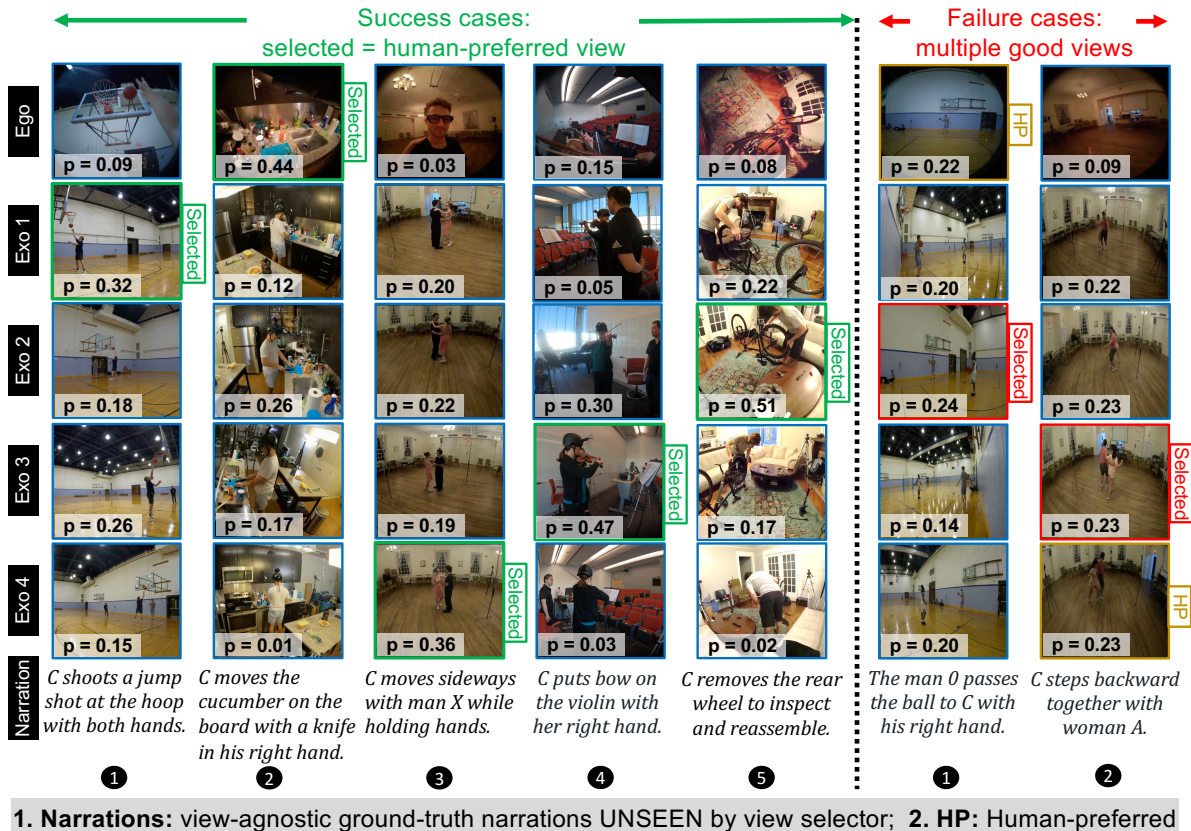 Success cases:
selected = human-preferred view
Failure cases:
multiple good views
Ego
p = 0.09
p = 0.44
Selected
p = 0.03
p = 0.15
p = 0.08
p = 0.22
HP
p = 0.09
Exo 1
p = 0.32
Selected
p = 0.12
p = 0.20
p = 0.05
p = 0.22
p = 0.20
p = 0.22
Exo 2
p = 0.18
p = 0.26
p = 0.22
p = 0.30
p = 0.51
Selected
p = 0.24
Selected
p = 0.23
Exo 3
p = 0.26
p = 0.17
p = 0.19
p = 0.47
Selected
p = 0.17
p = 0.14
p = 0.23
Selected
Exo 4
p = 0.15
p = 0.01
p = 0.36
Selected
p = 0.03
p = 0.02
p = 0.20
p = 0.23
HP
Narration
C shoots a jump
shot at the hoop
with both hands.
C moves the
cucumber on the
board with a knife
in his right hand.
C moves sideways
with man X while
holding hands.
C puts bow on
the violin with
her right hand.
C removes the rear
wheel to inspect
and reassemble.
The man 0 passes
the ball to C with
his right hand.
C steps backward
together with
woman A.
1
2
3
4
5
1
2
1. Narrations: view-agnostic ground-truth narrations UNSEEN by view selector; 2. HP: Human-preferred